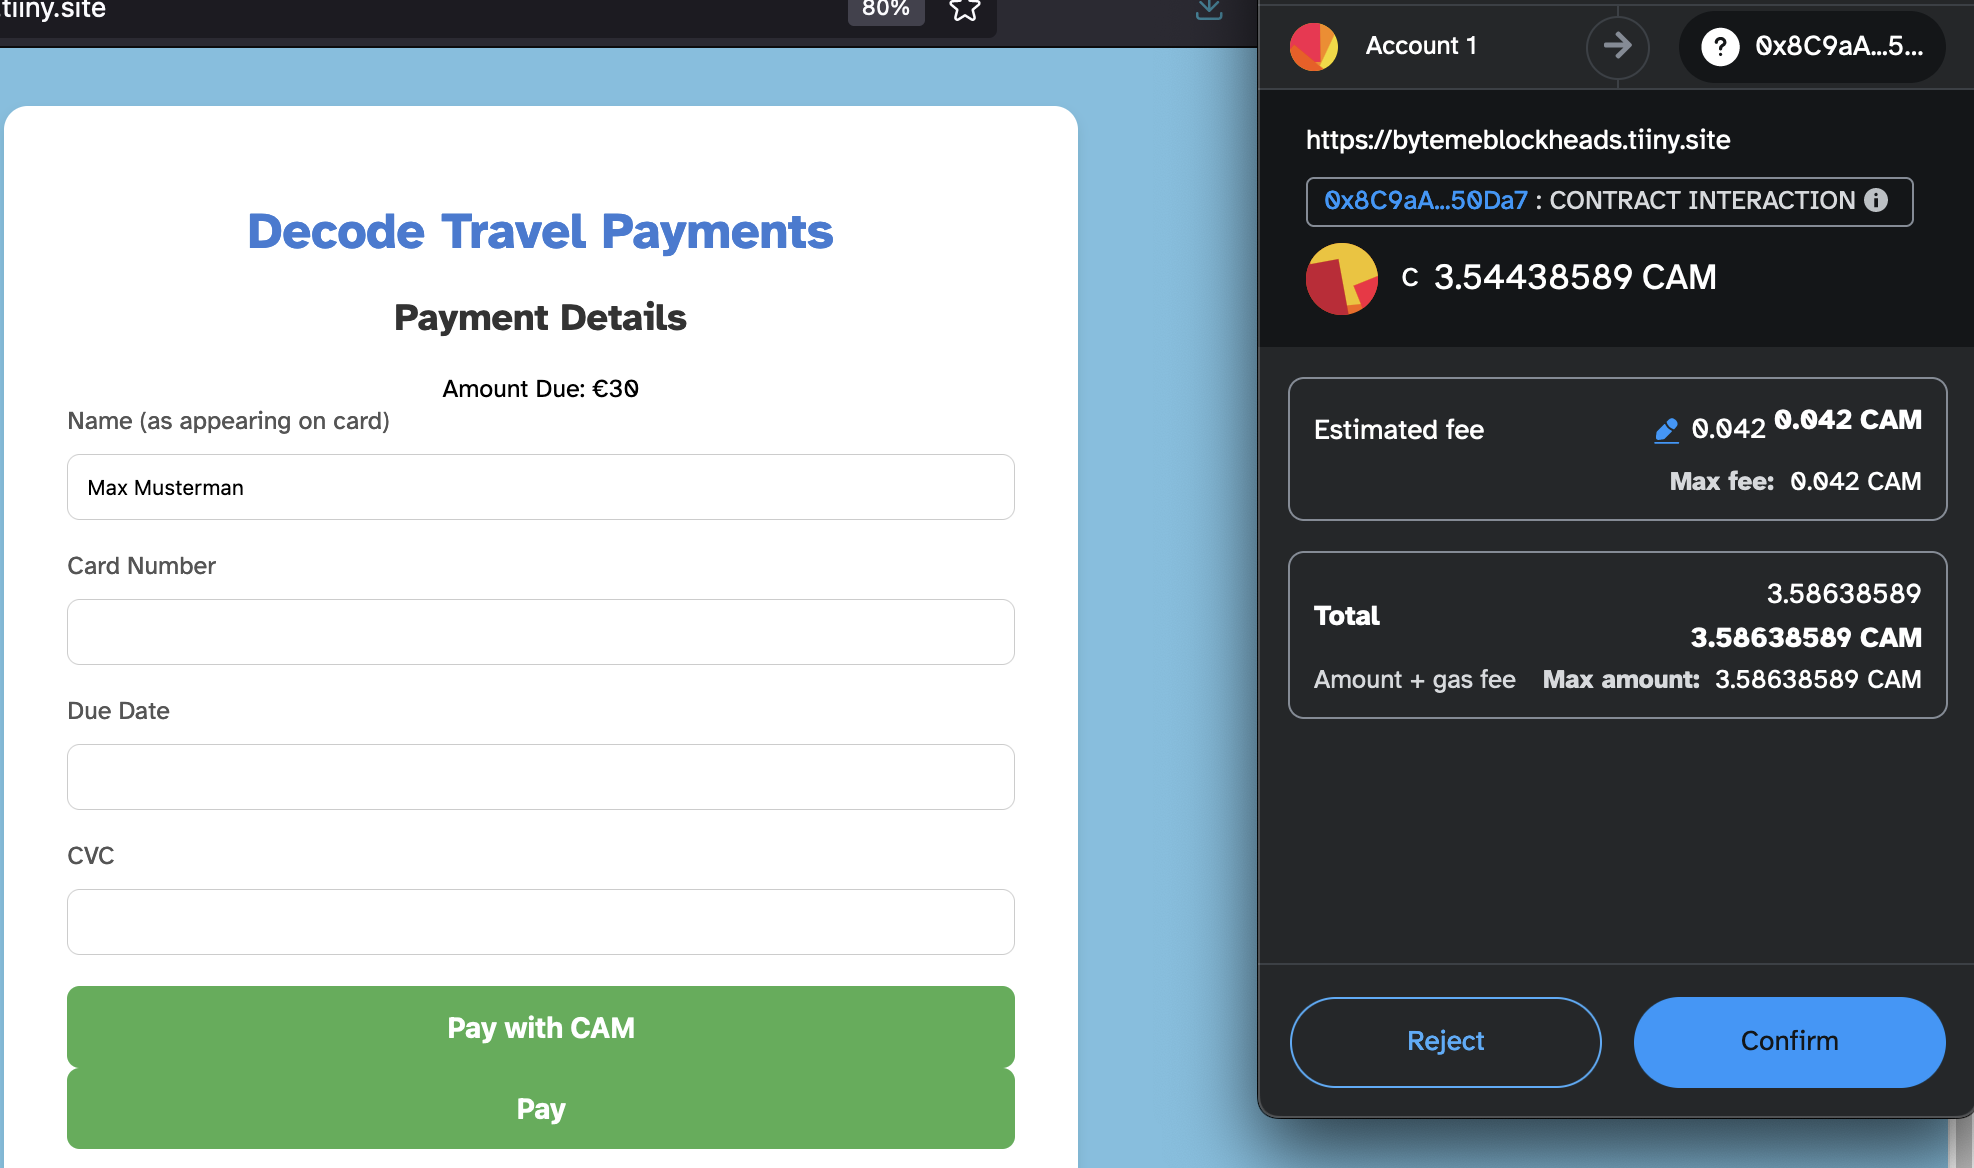 .tiiny.site
80%
Decode Travel Payments
Payment Details
Amount Due: €30
Name (as appearing on card)
Max Musterman
Card Number
Due Date
CVC
Pay with CAM
Pay
Account 1
0x8C9aA...5...
https://bytemeblockheads.tiiny.site
0x8C9aA...50Da7 : CONTRACT INTERACTION
C 3.54438589 CAM
Estimated fee 0.042 0.042 CAM
Max fee: 0.042 CAM
3.58638589
Total
3.58638589 CAM
Amount + gas fee Max amount: 3.58638589 CAM
Reject
Confirm